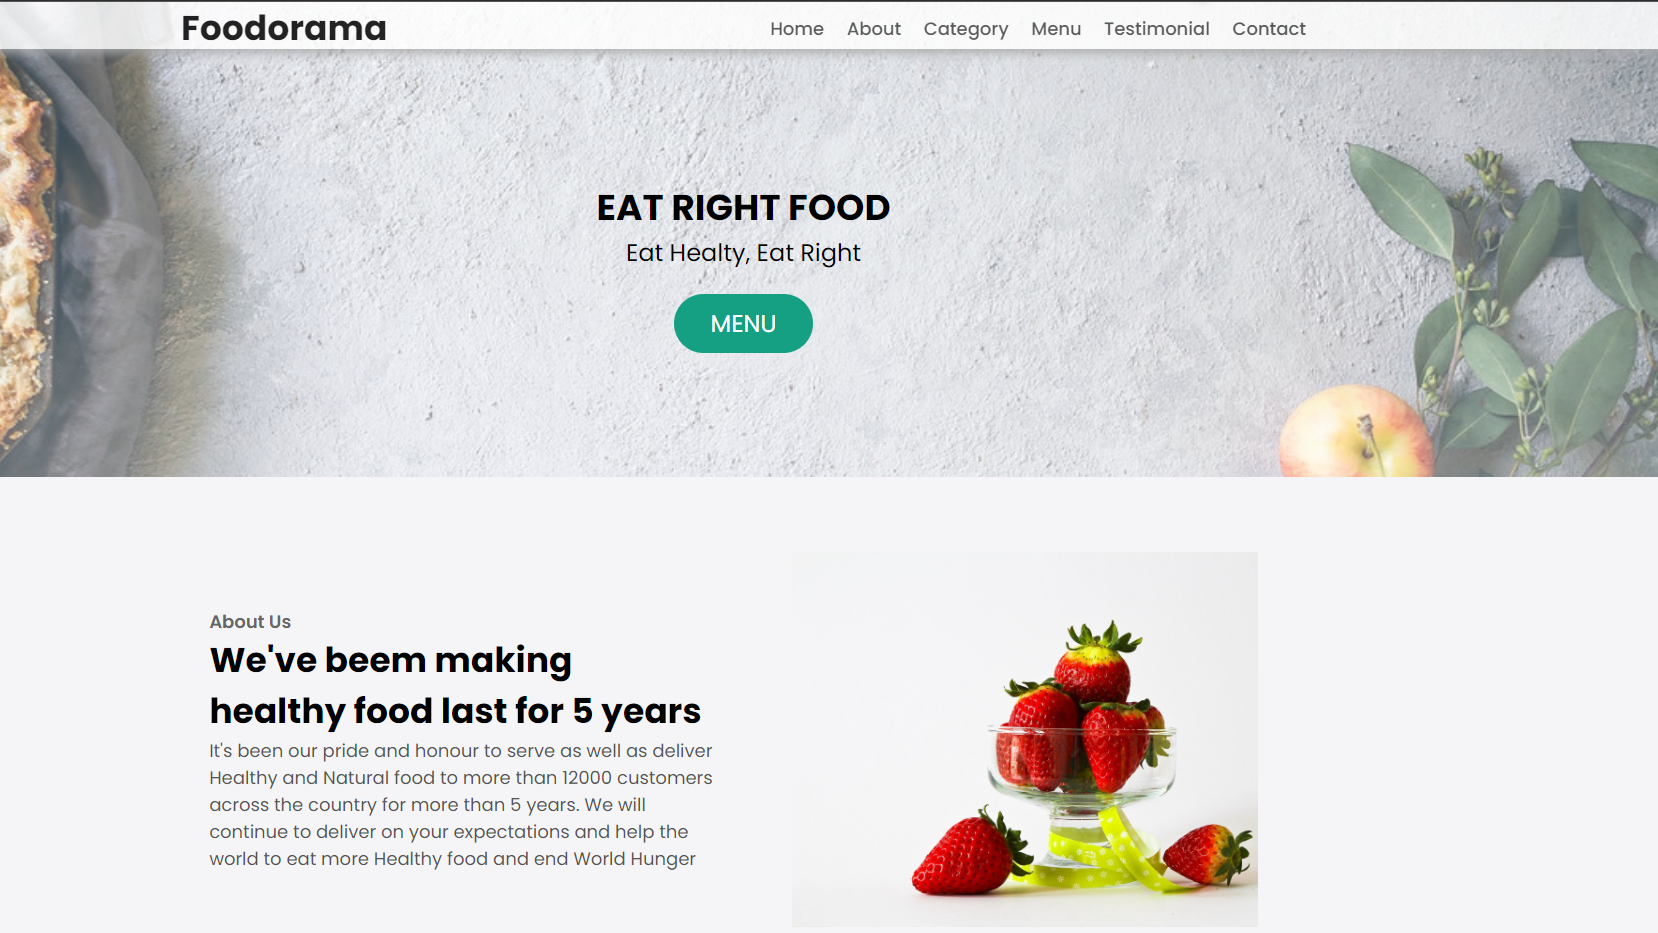 Foodorama
Home About Category Menu Testimonial Contact
EAT RIGHT FOOD
Eat Healty, Eat Right
MENU
About Us
We've beem making
healthy food last for 5 years
It's been our pride and honour to serve as well as deliver
Healthy and Natural food to more than 12000 customers
across the country for more than 5 years. We will
continue to deliver on your expectations and help the
world to eat more Healthy food and end World Hunger